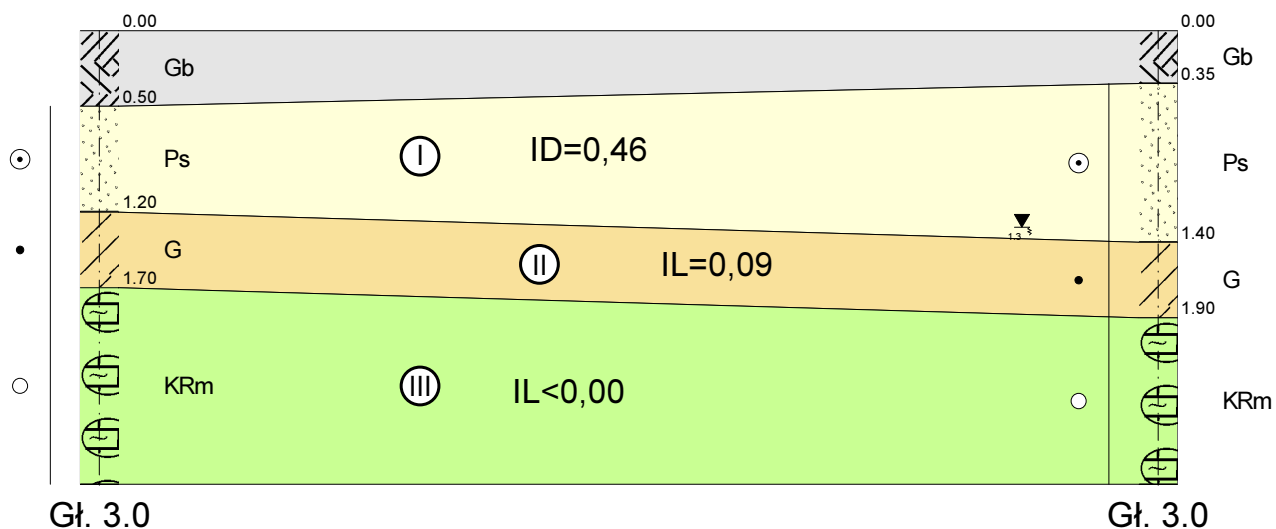 0.00 0.00
Gb Gb
0.35
0.50
Ps I ID=0,46 Ps
1.20
1.3
1.40
G II IL=0,09 G
1.70
1.90
KRm III IL<0,00 KRm
Gł. 3.0 Gł. 3.0